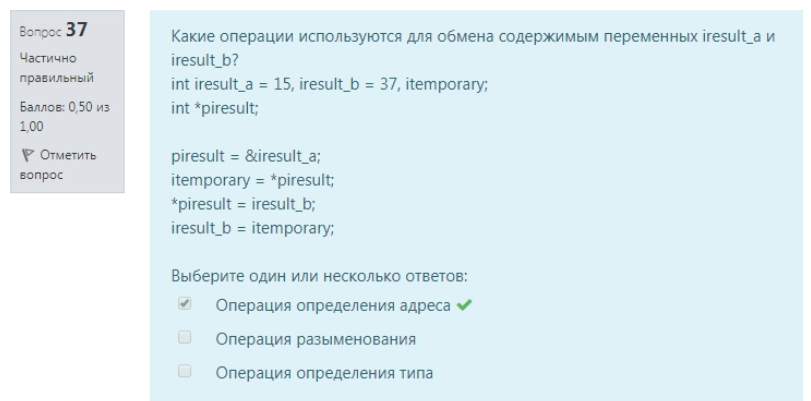 Вопрос 37
Частично
правильный
Баллов: 0,50 из
1,00
Отметить
вопрос
Какие операции используются для обмена содержимым переменных iresult_a и
iresult_b?
int iresult_a = 15, iresult_b = 37, itemporary;
int *piresult;
piresult = &iresult_a;
itemporary = *piresult;
*piresult = iresult_b;
iresult_b = itemporary;
Выберите один или несколько ответов:
Операция определения адреса
Операция разыменования
Операция определения типа